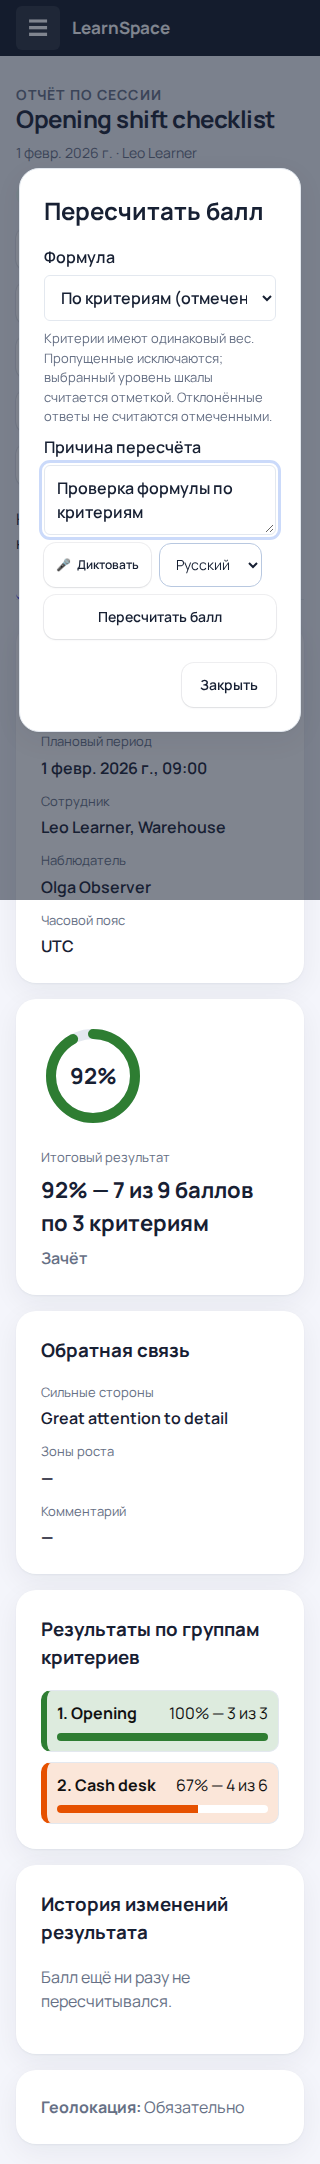 ☰ LearnSpace
ОТЧЁТ ПО СЕССИИ
Opening shift checklist
1 февр. 2026 г. · Leo Learner
Пересчитать балл
Формула
По критериям (отмечен
Критерии имеют одинаковый вес.
Пропущенные исключаются;
выбранный уровень шкалы
считается отметкой. Отклонённые
ответы не считаются отмеченными.
Причина пересчёта
Проверка формулы по
критериям
🎤 Диктовать
Русский
Пересчитать балл
Закрыть
Плановый период
1 февр. 2026 г., 09:00
Сотрудник
Leo Learner, Warehouse
Наблюдатель
Olga Observer
Часовой пояс
UTC
92%
Итоговый результат
92% — 7 из 9 баллов
по 3 критериям
Зачёт
Обратная связь
Сильные стороны
Great attention to detail
Зоны роста
—
Комментарий
—
Результаты по группам
критериев
1. Opening 100% — 3 из 3
2. Cash desk 67% — 4 из 6
История изменений
результата
Балл ещё ни разу не
пересчитывался.
Геолокация: Обязательно